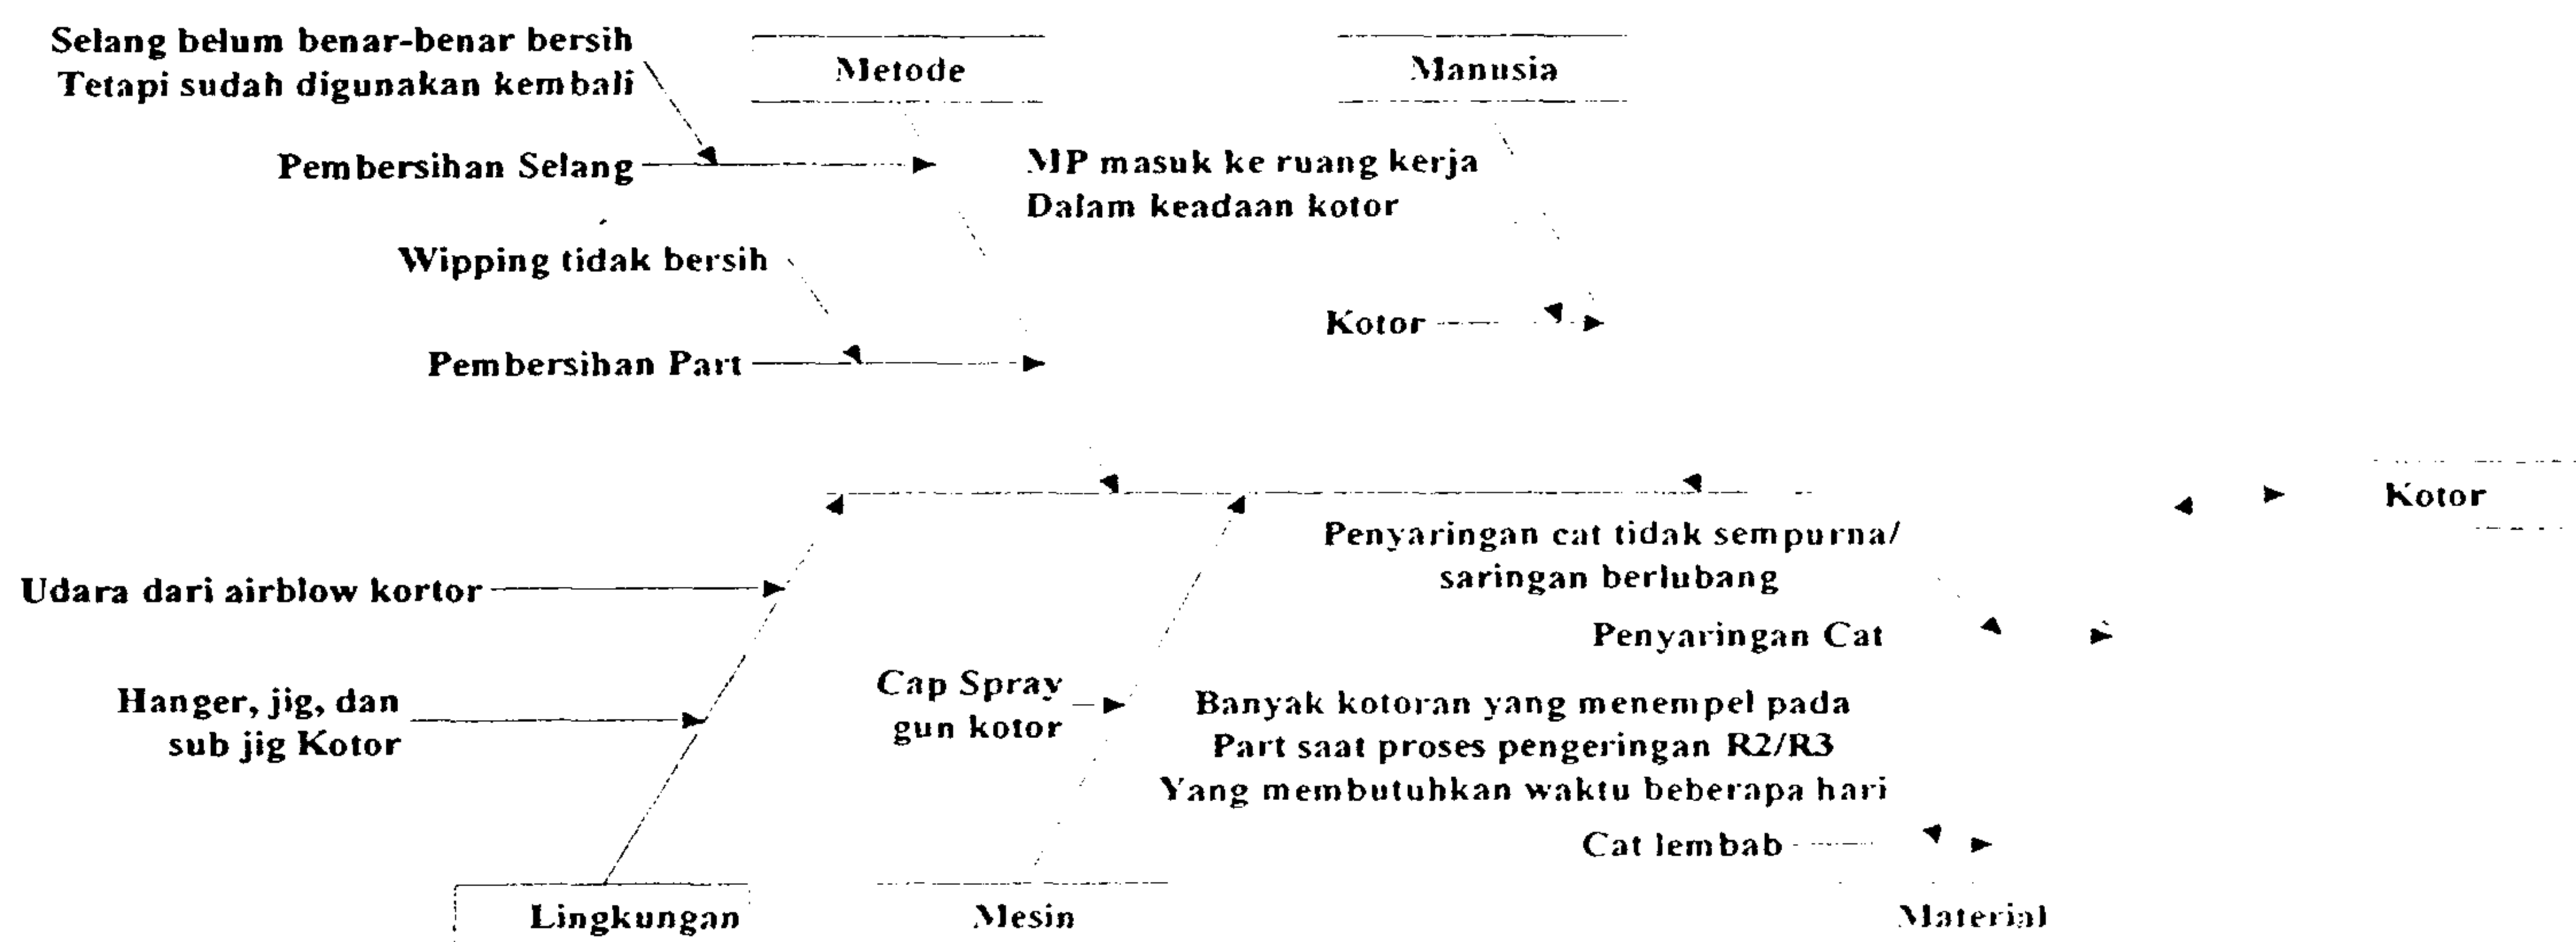 Selang belum benar-benar bersih
Tetapi sudah digunakan kembali
Metode
Manusia
Pembersihan Selang
MP masuk ke ruang kerja
Dalam keadaan kotor
Wipping tidak bersih
Kotor
Pembersihan Part
Kotor
Penyaringan cat tidak sempurna/
saringan berlubang
Udara dari airblow kortor
Penyaringan Cat
Hanger, jig, dan
sub jig Kotor
Cap Spray
gun kotor
Banyak kotoran yang menempel pada
Part saat proses pengeringan R2/R3
Yang membutuhkan waktu beberapa hari
Cat lembab
Lingkungan
Mesin
Material